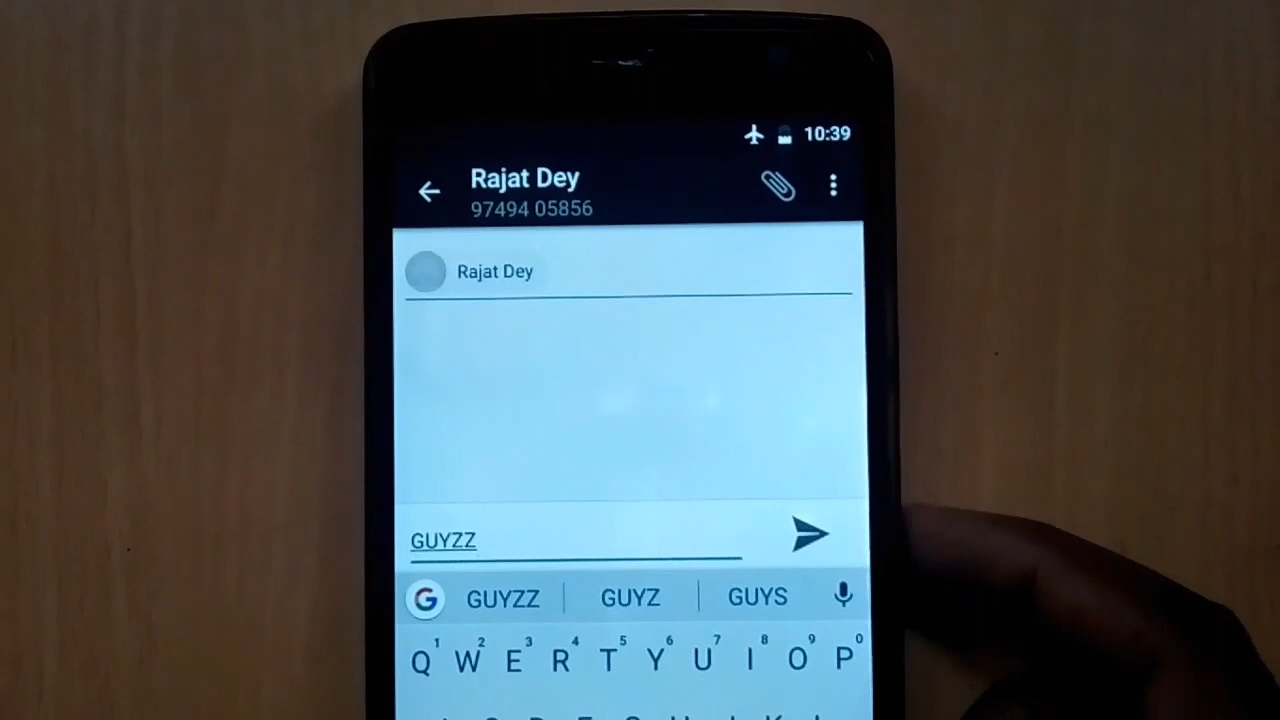 10:39
Rajat Dey
97494 05856
Rajat Dey
GUYZZ
G GUYZZ GUYZ GUYS
1 2 3 4 5 6 7 8 9 0
Q W E R T Y U I O P